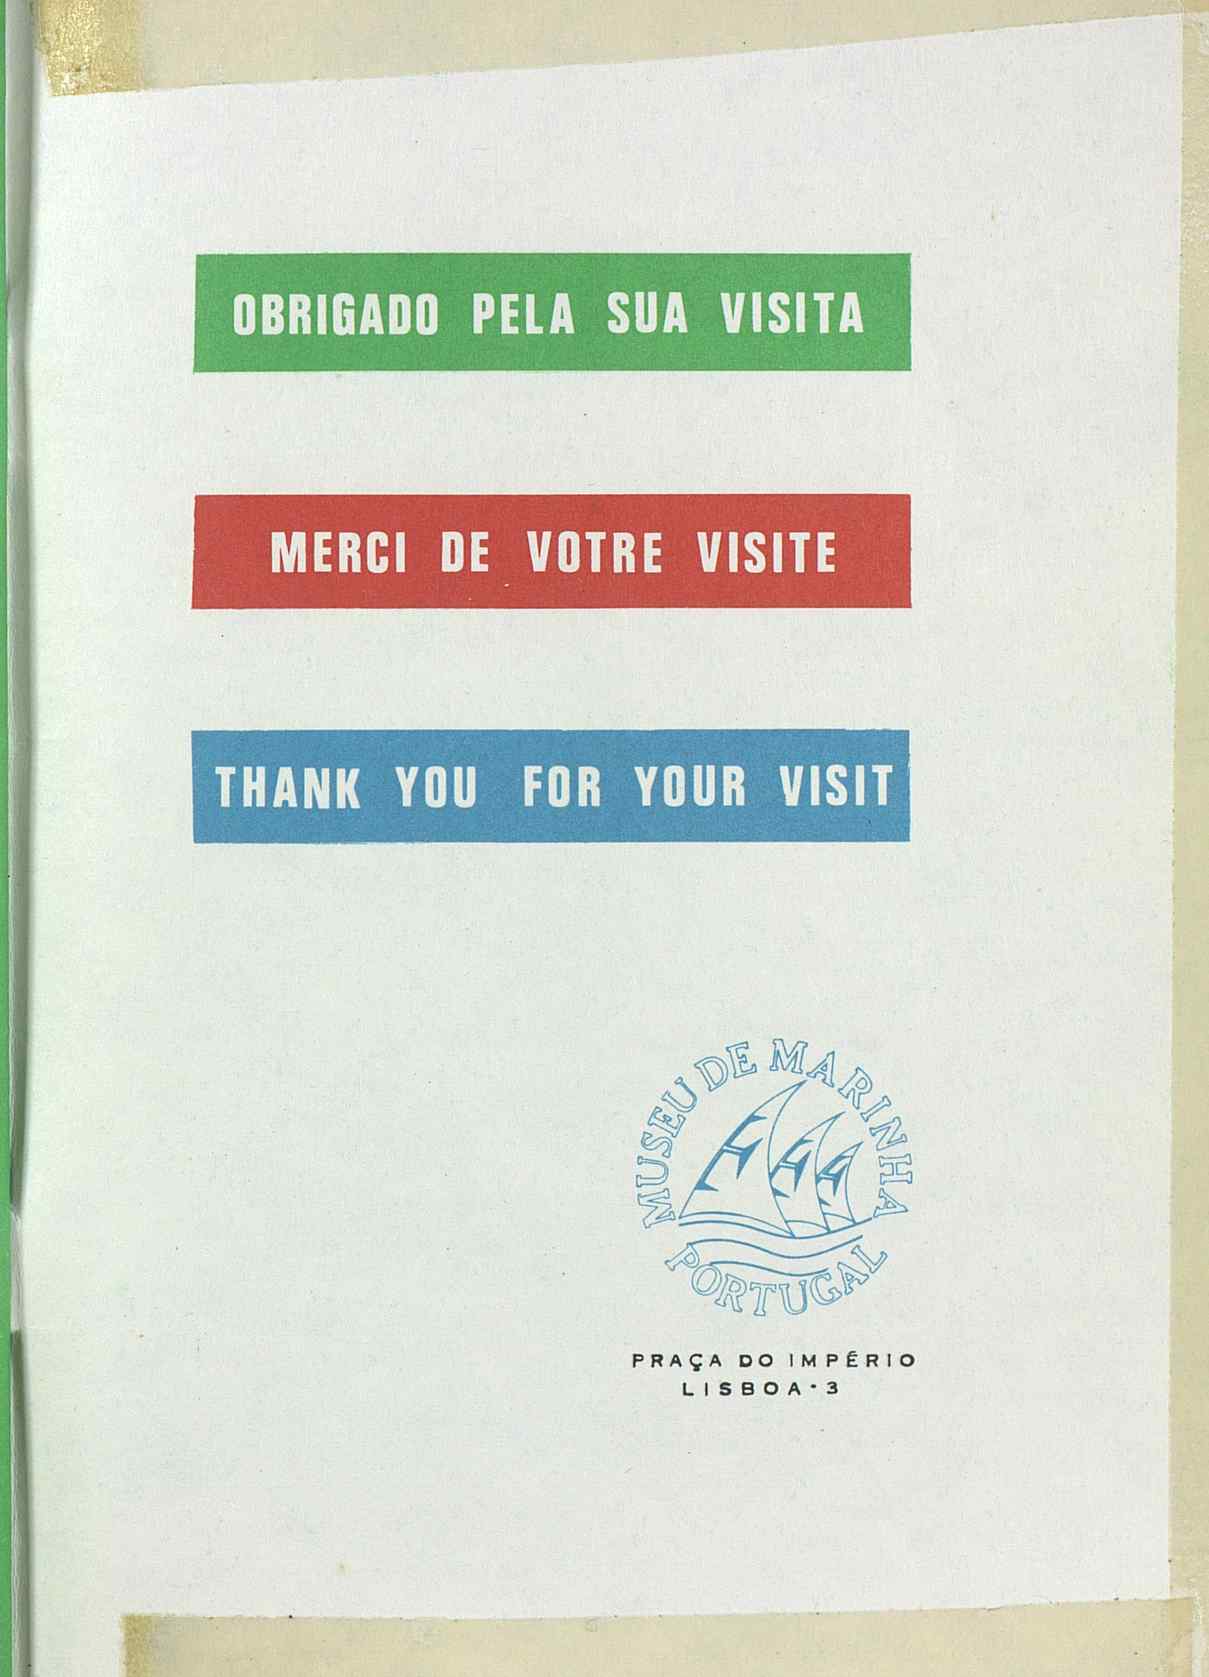 OBRIGADO PELA SUA VISITA
MERCI DE VOTRE VISITE
THANK YOU FOR YOUR VISIT
MUSEU DE MARINHA
PORTUGAL
PRAÇA DO IMPÉRIO
LISBOA-3